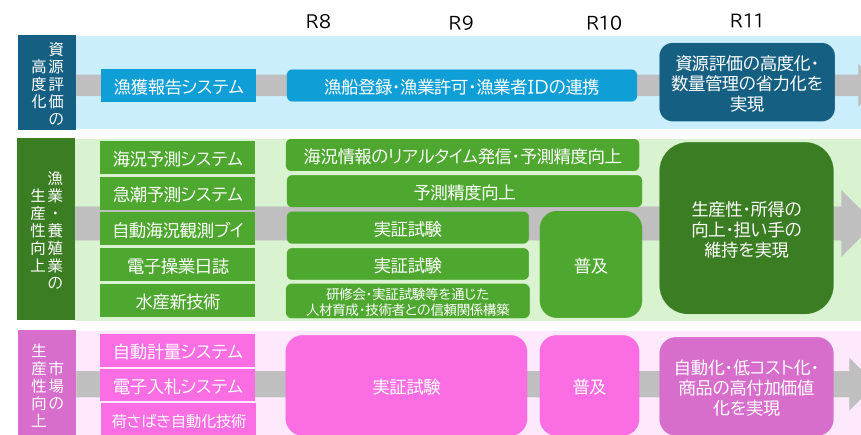 R8
R9
R10
R11
資源評価の
高度化
漁獲報告システム
漁船登録・漁業許可・漁業者IDの連携
資源評価の高度化・
数量管理の省力化を
実現
漁業・養殖業の
生産性向上
海況予測システム
海況情報のリアルタイム発信・予測精度向上
急潮予測システム
予測精度向上
自動海況観測ブイ
実証試験
電子操業日誌
実証試験
水産新技術
研修会・実証試験等を通じた
人材育成・技術者との信頼関係構築
普及
生産性・所得の
向上・担い手の
維持を実現
市場の
生産性向上
自動計量システム
電子入札システム
荷さばき自動化技術
実証試験
普及
自動化・低コスト化・
商品の高付加価値
化を実現